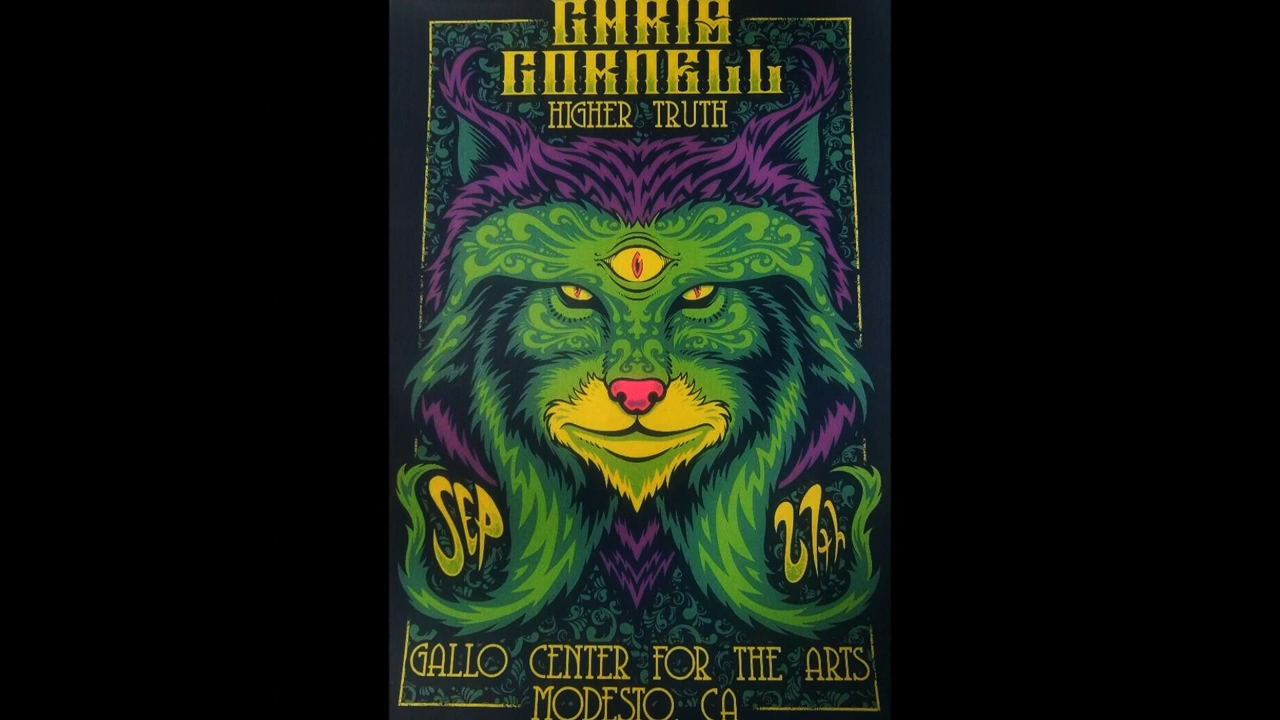 CHRIS
CORNELL
HIGHER TRUTH
SEP
27th
GALLO CENTER FOR THE ARTS
MODESTO, CA